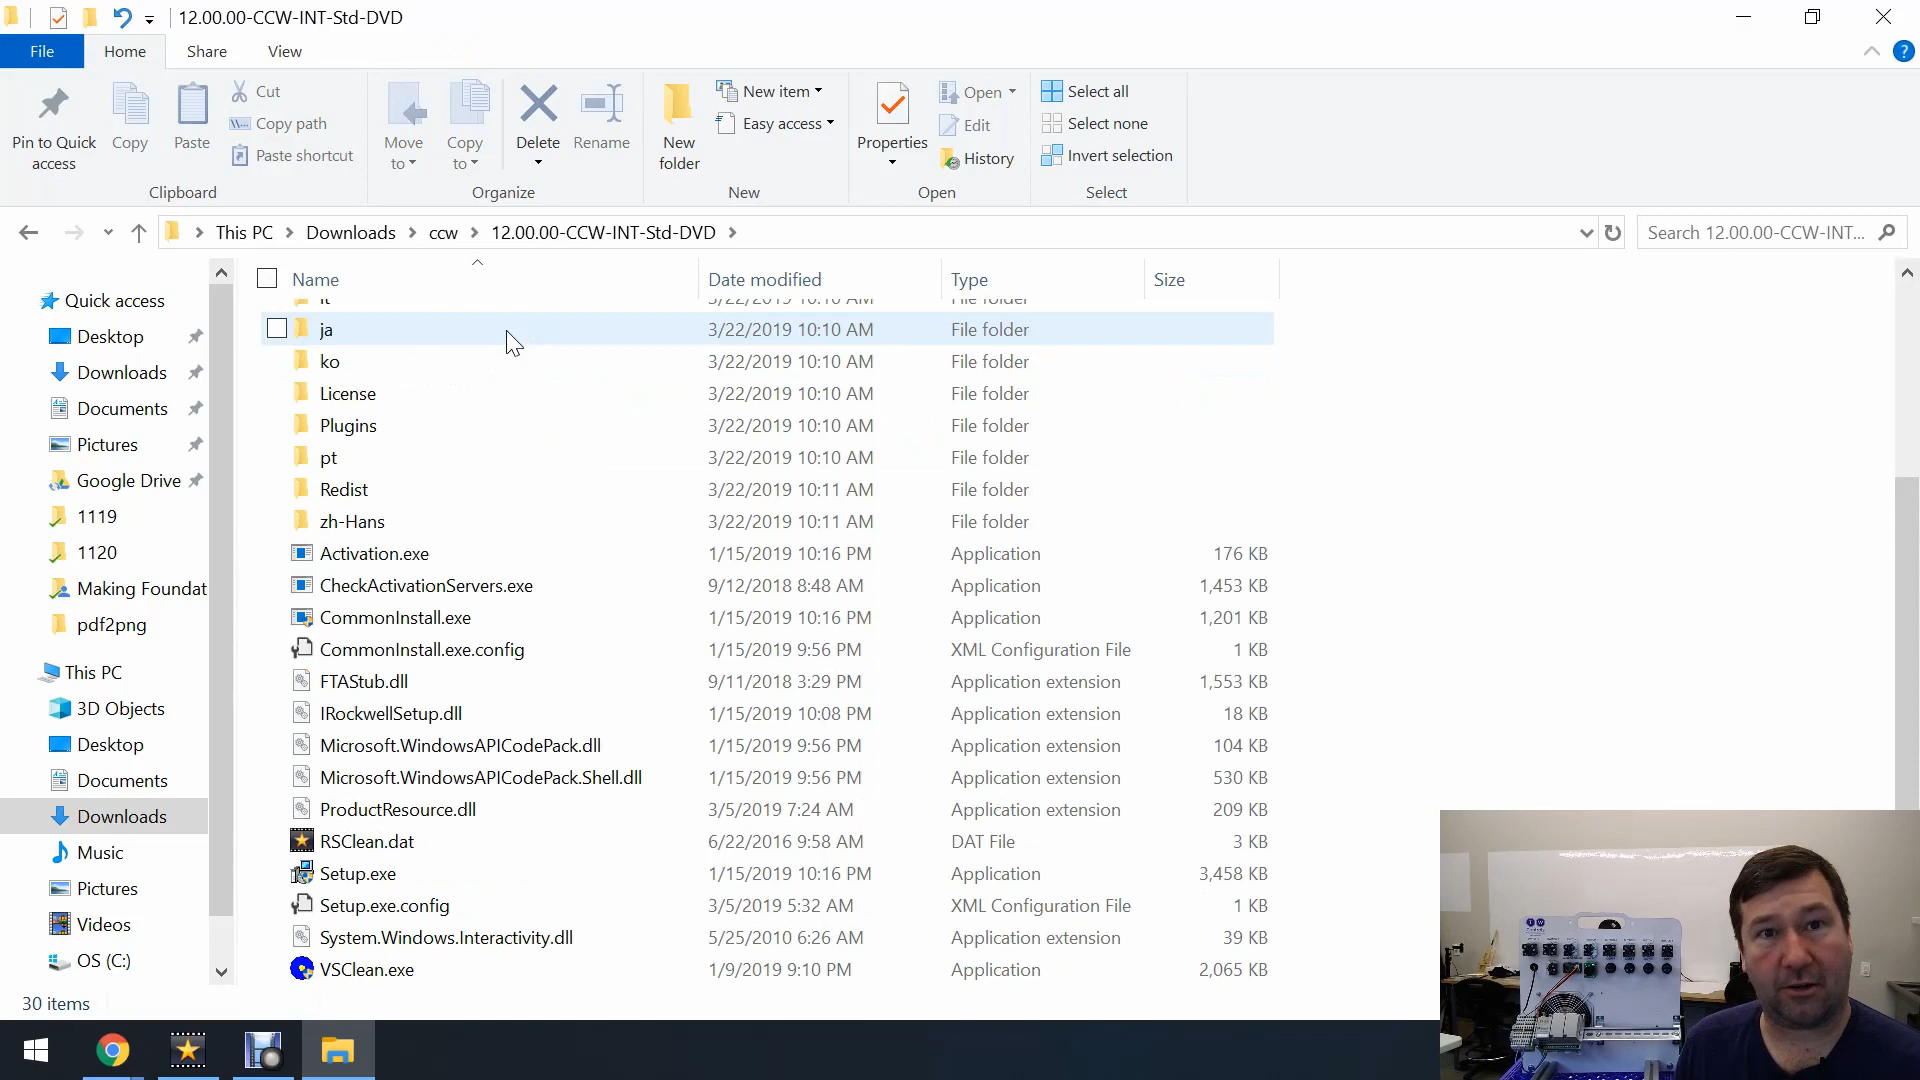 12.00.00-CCW-INT-Std-DVD
File
Home
Share
View
Pin to Quick access
Copy
Paste
Cut
Copy path
Paste shortcut
Clipboard
Move to
Copy to
Delete
Rename
Organize
New folder
New item
Easy access
New
Properties
Open
Edit
History
Open
Select all
Select none
Invert selection
Select
This PC
Downloads
ccw
12.00.00-CCW-INT-Std-DVD
Search 12.00.00-CCW-INT...
Quick access
Desktop
Downloads
Documents
Pictures
Google Drive
1119
1120
Making Foundat
pdf2png
This PC
3D Objects
Desktop
Documents
Downloads
Music
Pictures
Videos
OS (C:)
Name Date modified Type Size
it 3/22/2019 10:10 AM File folder
ja 3/22/2019 10:10 AM File folder
ko 3/22/2019 10:10 AM File folder
License 3/22/2019 10:10 AM File folder
Plugins 3/22/2019 10:10 AM File folder
pt 3/22/2019 10:10 AM File folder
Redist 3/22/2019 10:11 AM File folder
zh-Hans 3/22/2019 10:11 AM File folder
Activation.exe 1/15/2019 10:16 PM Application 176 KB
CheckActivationServers.exe 9/12/2018 8:48 AM Application 1,453 KB
CommonInstall.exe 1/15/2019 10:16 PM Application 1,201 KB
CommonInstall.exe.config 1/15/2019 9:56 PM XML Configuration File 1 KB
FTAStub.dll 9/11/2018 3:29 PM Application extension 1,553 KB
IRockwellSetup.dll 1/15/2019 10:08 PM Application extension 18 KB
Microsoft.WindowsAPICodePack.dll 1/15/2019 9:56 PM Application extension 104 KB
Microsoft.WindowsAPICodePack.Shell.dll 1/15/2019 9:56 PM Application extension 530 KB
ProductResource.dll 3/5/2019 7:24 AM Application extension 209 KB
RSClean.dat 6/22/2016 9:58 AM DAT File 3 KB
Setup.exe 1/15/2019 10:16 PM Application 3,458 KB
Setup.exe.config 3/5/2019 5:32 AM XML Configuration File 1 KB
System.Windows.Interactivity.dll 5/25/2010 6:26 AM Application extension 39 KB
VSClean.exe 1/9/2019 9:10 PM Application 2,065 KB
30 items